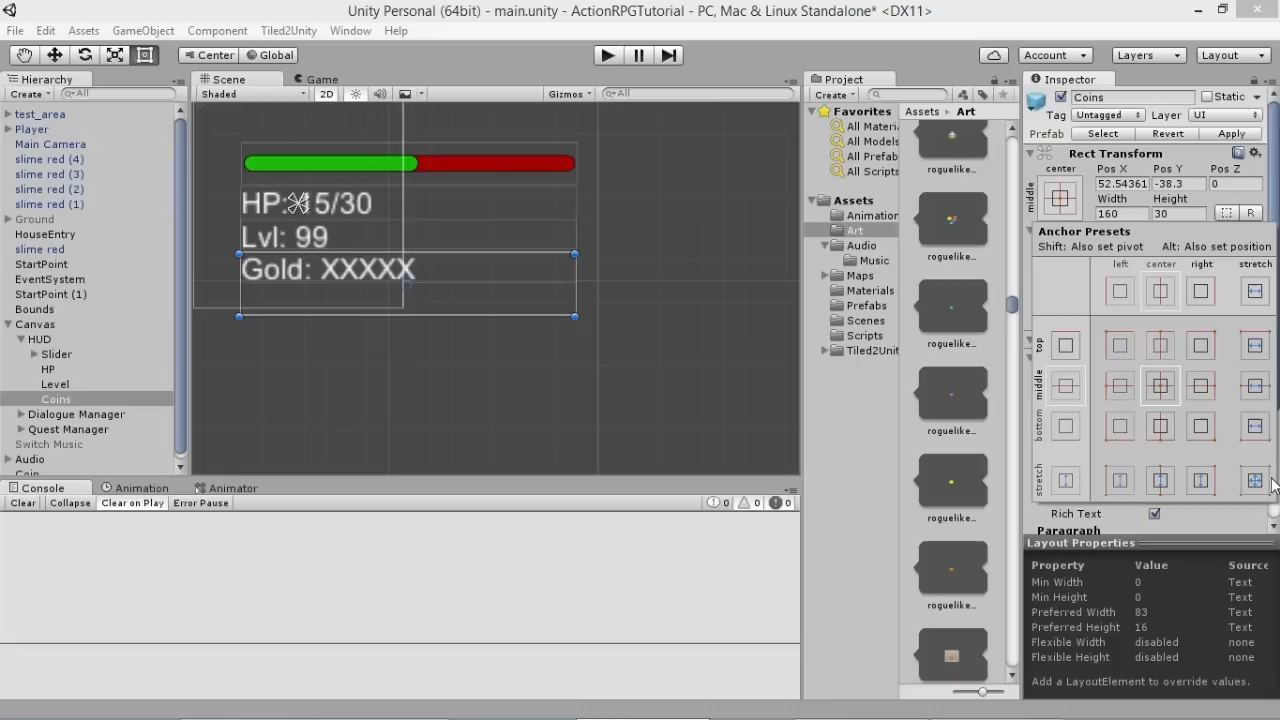 Unity Personal (64bit) - main.unity - ActionRPGTutorial - PC, Mac & Linux Standalone* <DX11>
File Edit Assets GameObject Component Tiled2Unity Window Help
Center Global Account Layers Layout
Hierarchy
Create All
test_area
Player
Main Camera
slime red (4)
slime red (3)
slime red (2)
slime red (1)
Ground
HouseEntry
slime red
StartPoint
EventSystem
StartPoint (1)
Bounds
Canvas
HUD
Slider
HP
Level
Coins
Dialogue Manager
Quest Manager
Switch Music
Audio
Coin
Scene Game
Shaded 2D Gizmos All
HP: 15/30
Lvl: 99
Gold: XXXXX
Project
Create
Favorites
All Materi
All Models
All Prefab
All Scripts
Assets
Animation
Art
Audio
Music
Maps
Materials
Prefabs
Scenes
Scripts
Tiled2Unit
Assets Art
roguelike...
roguelike...
roguelike...
roguelike...
roguelike...
roguelike...
Inspector
Coins Static
Tag Untagged Layer UI
Prefab Select Revert Apply
Rect Transform
center Pos X Pos Y Pos Z
middle 52.54361 -38.3 0
Width Height
160 30 R
Anchor Presets
Shift: Also set pivot Alt: Also set position
left center right stretch
top
middle
bottom
stretch
Rich Text
Paragraph
Layout Properties
Property Value Source
Min Width 0 Text
Min Height 0 Text
Preferred Width 83 Text
Preferred Height 16 Text
Flexible Width disabled none
Flexible Height disabled none
Add a LayoutElement to override values.
Console Animation Animator
Clear Collapse Clear on Play Error Pause 0 0 0